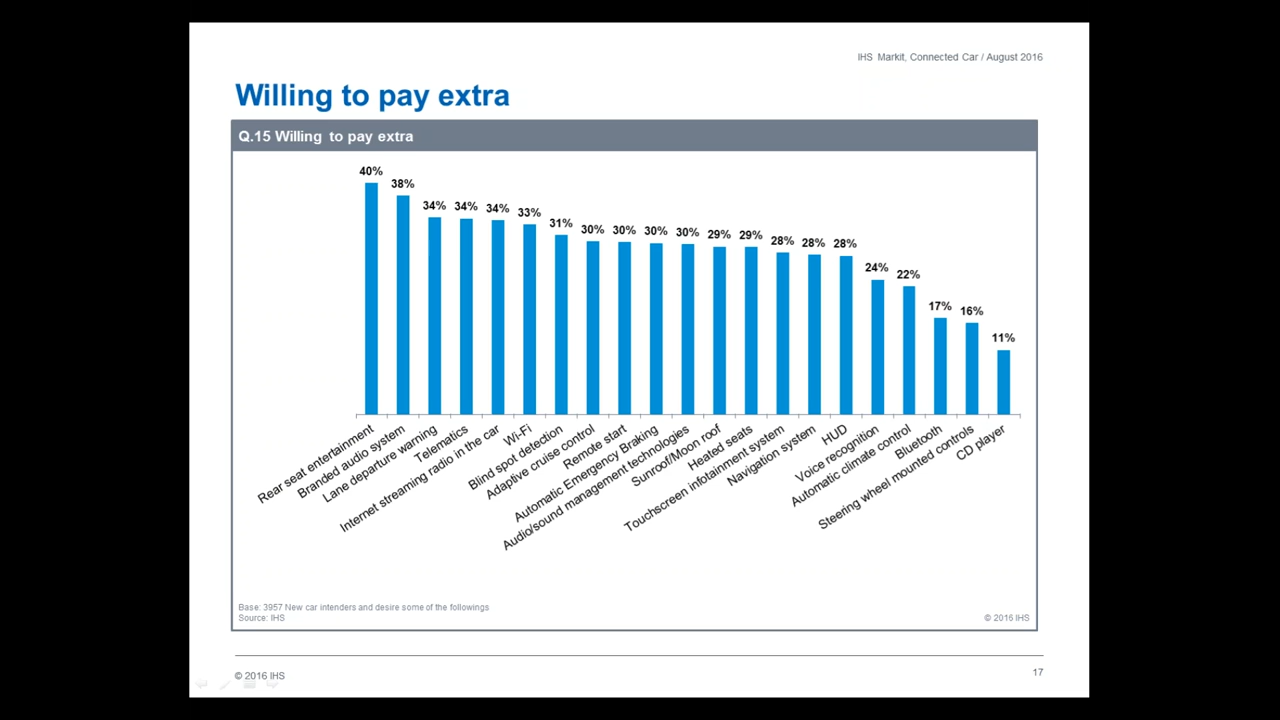 IHS Markit, Connected Car / August 2016
Willing to pay extra
Q.15 Willing to pay extra
40%
38%
34%
34%
34%
33%
31%
30%
30%
30%
30%
29%
29%
28%
28%
28%
24%
22%
17%
16%
11%
Rear seat entertainment
Branded audio system
Lane departure warning
Telematics
Internet streaming radio in the car
Wi-Fi
Blind spot detection
Adaptive cruise control
Remote start
Automatic Emergency Braking
Audio/sound management technologies
Sunroof/Moon roof
Heated seats
Touchscreen infotainment system
Navigation system
HUD
Voice recognition
Automatic climate control
Bluetooth
Steering wheel mounted controls
CD player
Base: 3957 New car intenders and desire some of the followings
Source: IHS
© 2016 IHS
© 2016 IHS
17